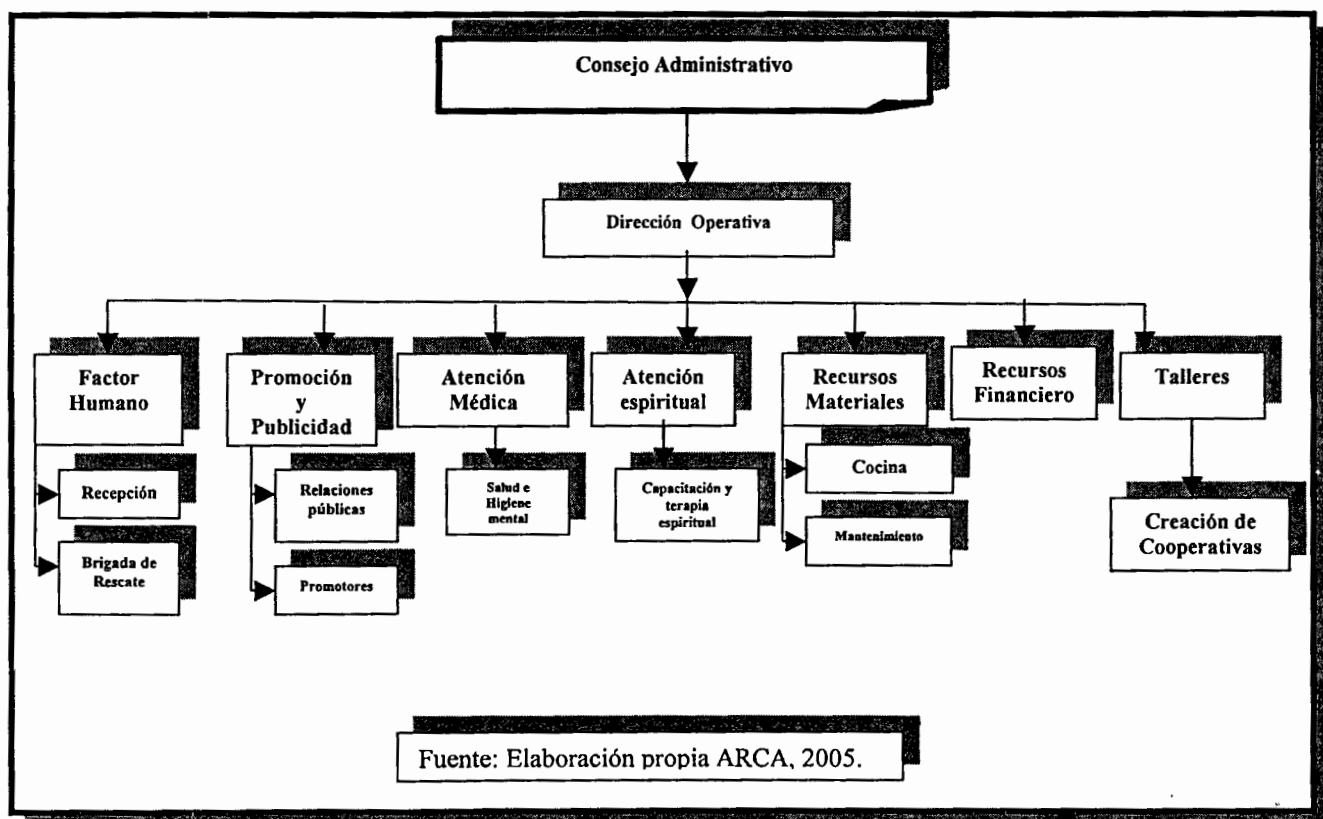 Consejo Administrativo
Dirección Operativa
Factor
Humano
Promoción
y
Publicidad
Atención
Médica
Atención
espiritual
Recursos
Materiales
Recursos
Financiero
Talleres
Recepción
Brigada de
Rescate
Relaciones
públicas
Promotores
Salud e
Higiene
mental
Capacitación y
terapia
espiritual
Cocina
Mantenimiento
Creación de
Cooperativas
Fuente: Elaboración propia ARCA, 2005.